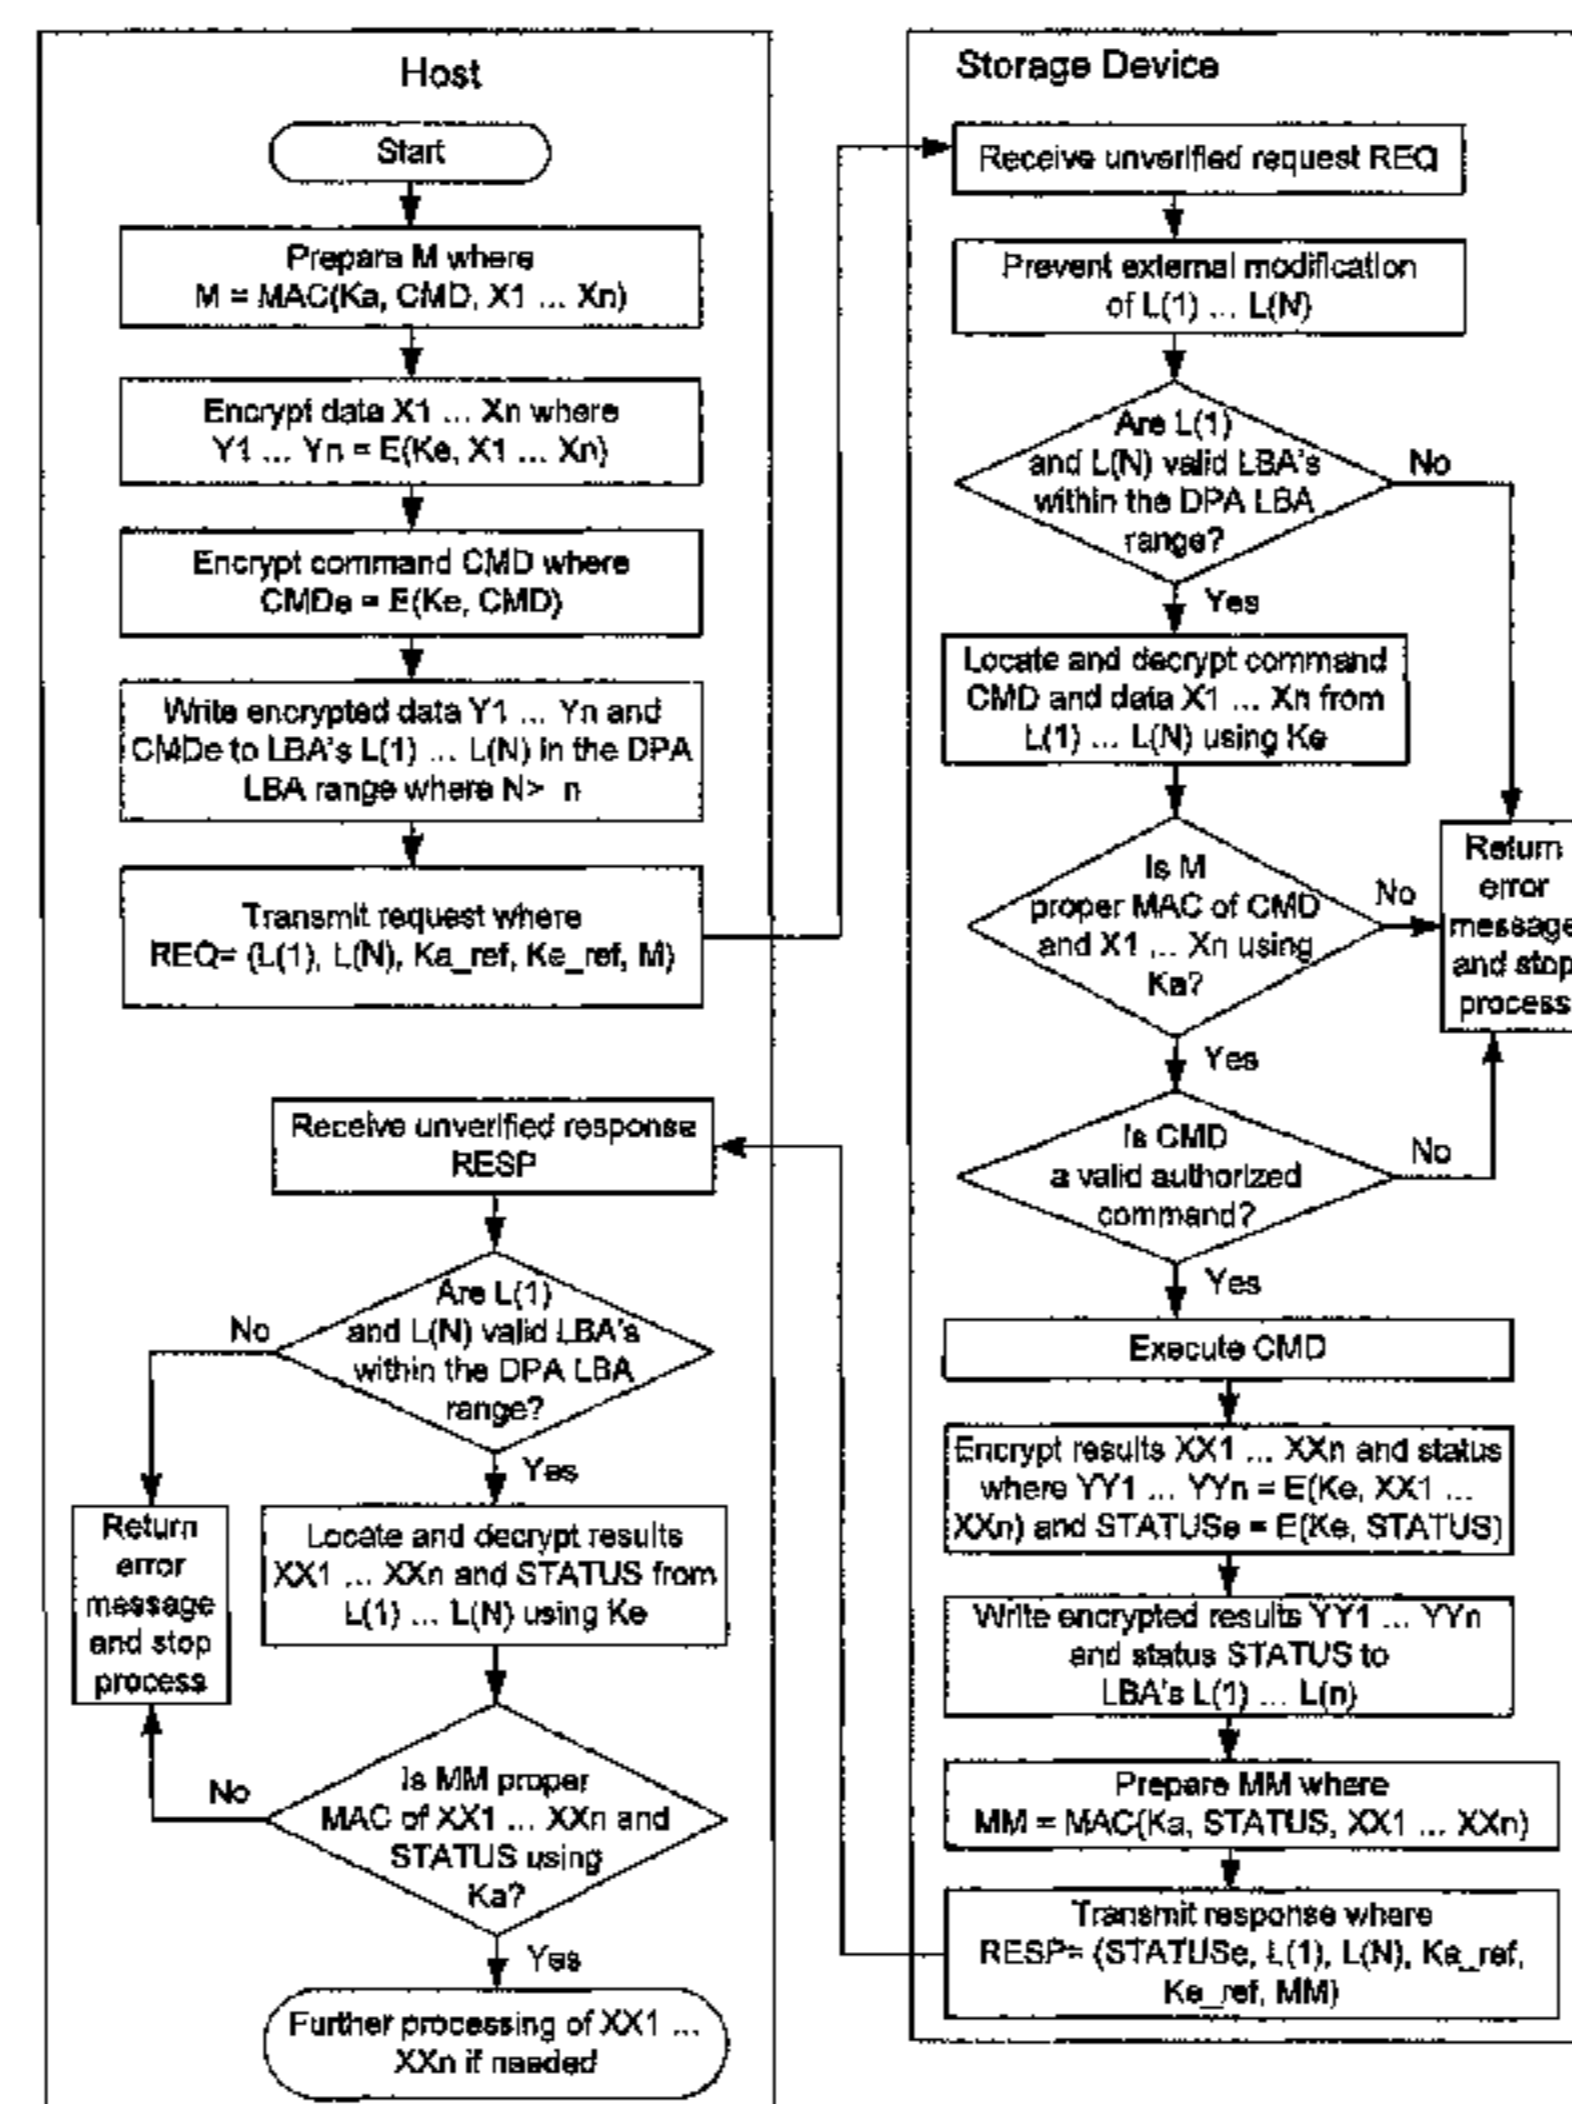 Host
Start
Prepare M where
M = MAC(Ka, CMD, X1 ... Xn)
Encrypt data X1 ... Xn where
Y1 ... Yn = E(Ke, X1 ... Xn)
Encrypt command CMD where
CMDe = E(Ke, CMD)
Write encrypted data Y1 ... Yn and
CMDe to LBA's L(1) ... L(N) in the DPA
LBA range where N> n
Transmit request where
REQ= (L(1), L(N), Ka_ref, Ke_ref, M)
Receive unverified response
RESP
Are L(1)
and L(N) valid LBA's
within the DPA LBA
range?
No
Yes
Return
error
message
and stop
process
Locate and decrypt results
XX1 ... XXn and STATUS from
L(1) ... L(N) using Ke
Is MM proper
MAC of XX1 ... XXn and
STATUS using
Ka?
No
Yes
Further processing of XX1 ...
XXn if needed
Storage Device
Receive unverified request REQ
Prevent external modification
of L(1) ... L(N)
Are L(1)
and L(N) valid LBA's
within the DPA LBA
range?
No
Yes
Locate and decrypt command
CMD and data X1 ... Xn from
L(1) ... L(N) using Ke
Is M
proper MAC of CMD
and X1 ... Xn using
Ka?
No
Yes
Return
error
message
and stop
process
Is CMD
a valid authorized
command?
No
Yes
Execute CMD
Encrypt results XX1 ... XXn and status
where YY1 ... YYn = E(Ke, XX1 ...
XXn) and STATUSe = E(Ke, STATUS)
Write encrypted results YY1 ... YYn
and status STATUS to
LBA's L(1) ... L(n)
Prepare MM where
MM = MAC(Ka, STATUS, XX1 ... XXn)
Transmit response where
RESP= (STATUSe, L(1), L(N), Ka_ref,
Ke_ref, MM)